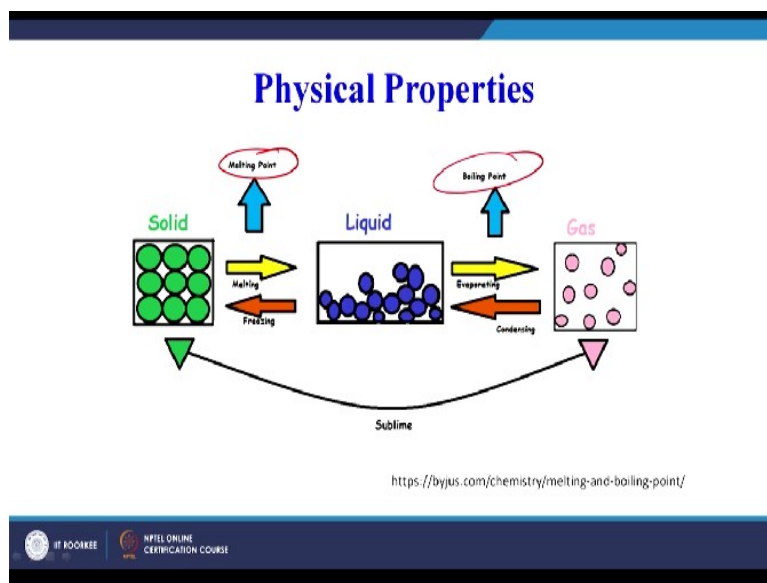 Physical Properties
Melting Point
Boiling Point
Solid
Liquid
Gas
Melting
Evaporating
Freezing
Condensing
Sublime
https://byjus.com/chemistry/melting-and-boiling-point/
IIT ROORKEE
NPTEL ONLINE
CERTIFICATION COURSE